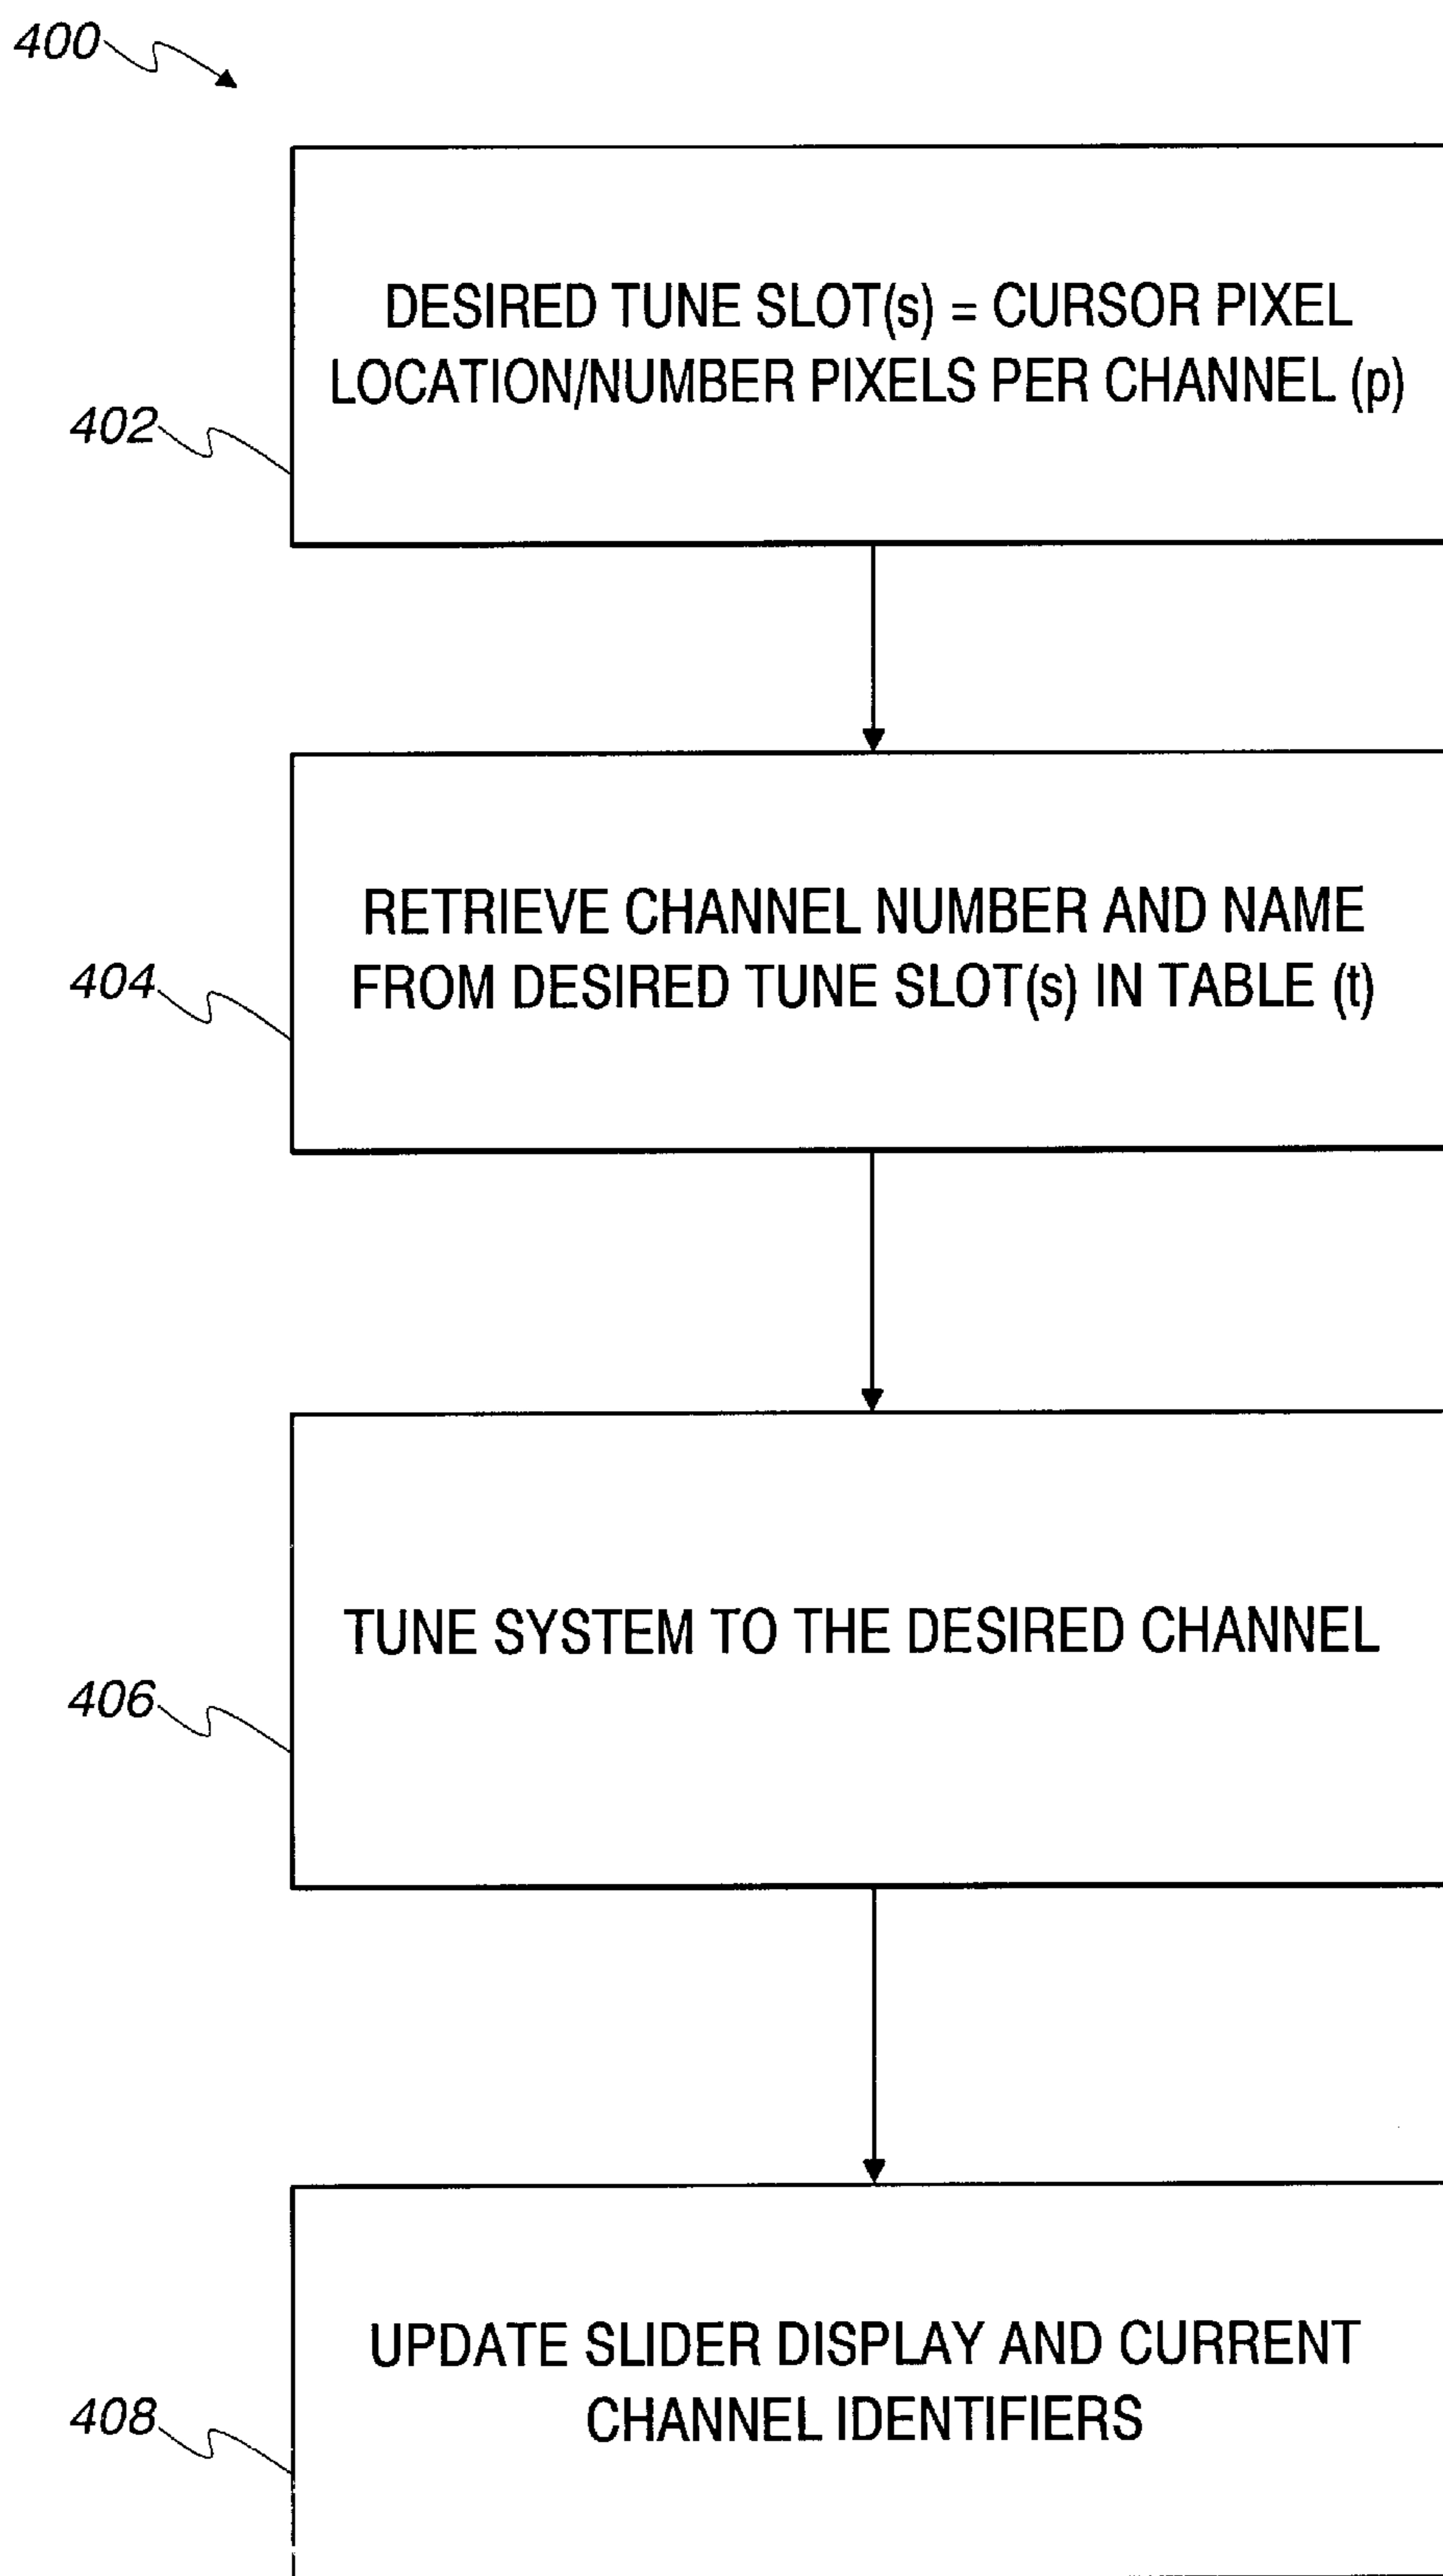 400
DESIRED TUNE SLOT(s) = CURSOR PIXEL
LOCATION/NUMBER PIXELS PER CHANNEL (p)
402
RETRIEVE CHANNEL NUMBER AND NAME
FROM DESIRED TUNE SLOT(s) IN TABLE (t)
404
TUNE SYSTEM TO THE DESIRED CHANNEL
406
UPDATE SLIDER DISPLAY AND CURRENT
CHANNEL IDENTIFIERS
408